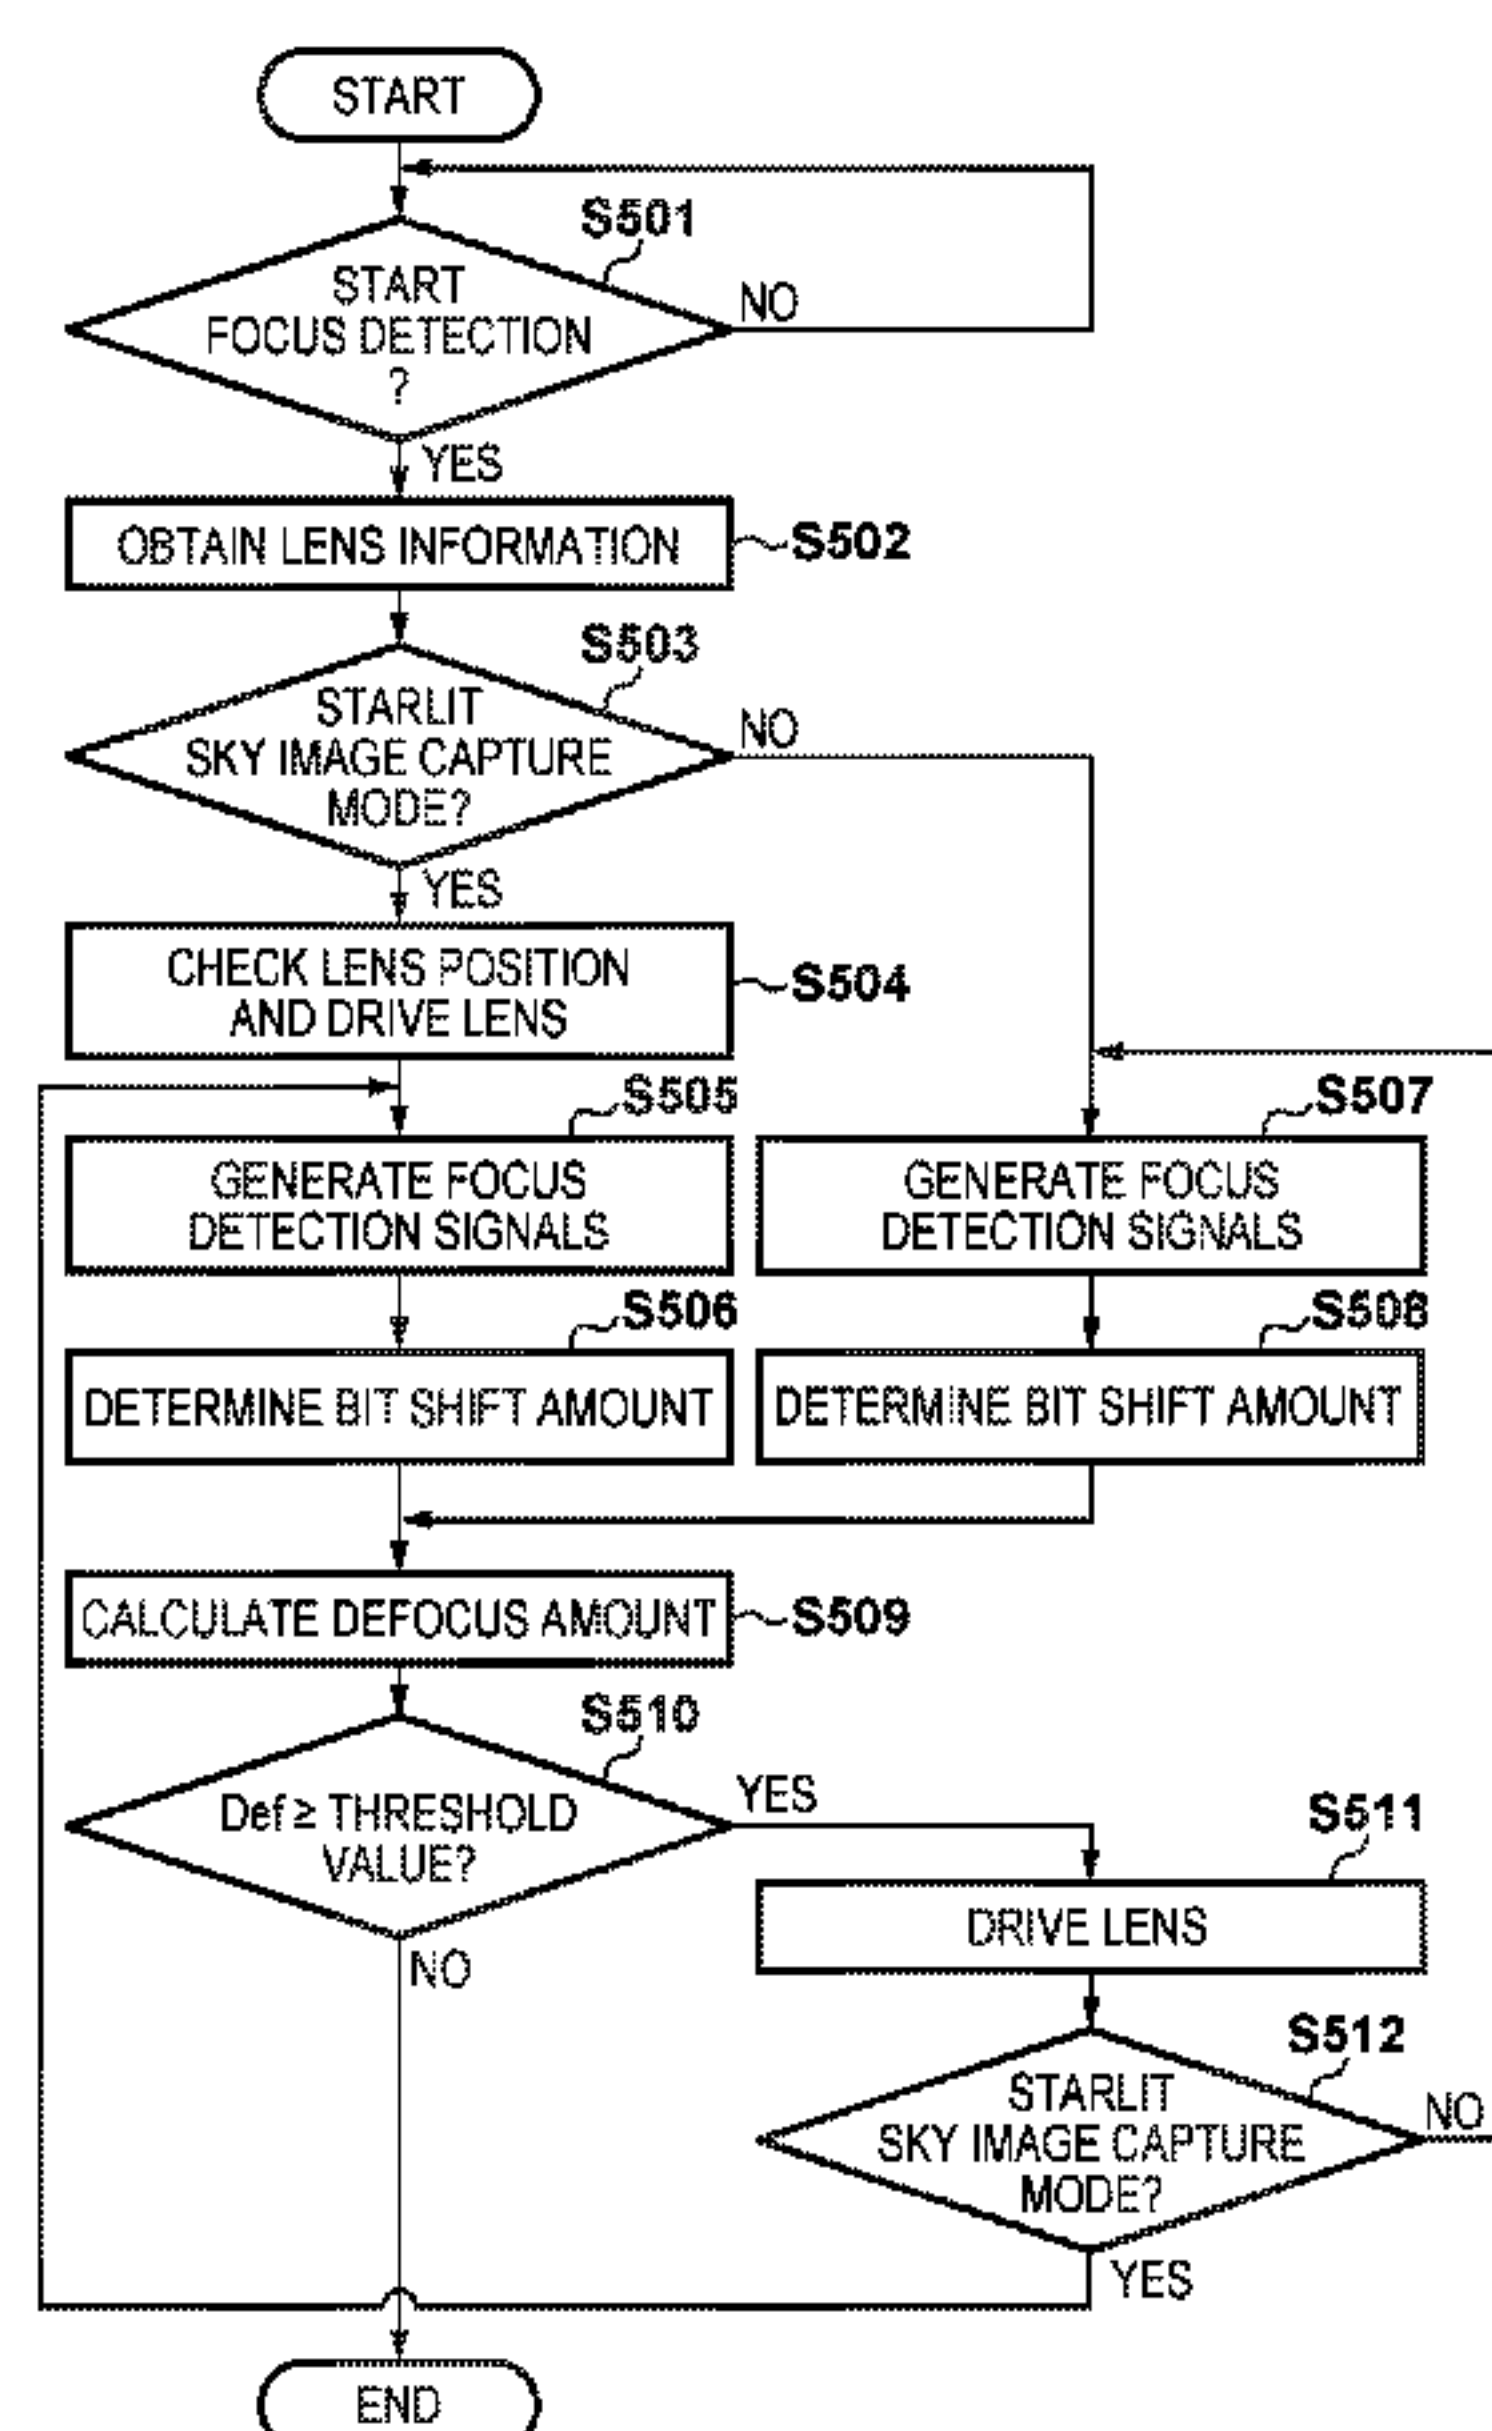 START
S501
START
FOCUS DETECTION
?
NO
YES
OBTAIN LENS INFORMATION
S502
S503
STARLIT
SKY IMAGE CAPTURE
MODE?
NO
YES
CHECK LENS POSITION
AND DRIVE LENS
S504
S505
GENERATE FOCUS
DETECTION SIGNALS
S507
GENERATE FOCUS
DETECTION SIGNALS
S506
DETERMINE BIT SHIFT AMOUNT
S508
DETERMINE BIT SHIFT AMOUNT
CALCULATE DEFOCUS AMOUNT
S509
S510
Def ≥ THRESHOLD
VALUE?
YES
NO
S511
DRIVE LENS
S512
STARLIT
SKY IMAGE CAPTURE
MODE?
NO
YES
END